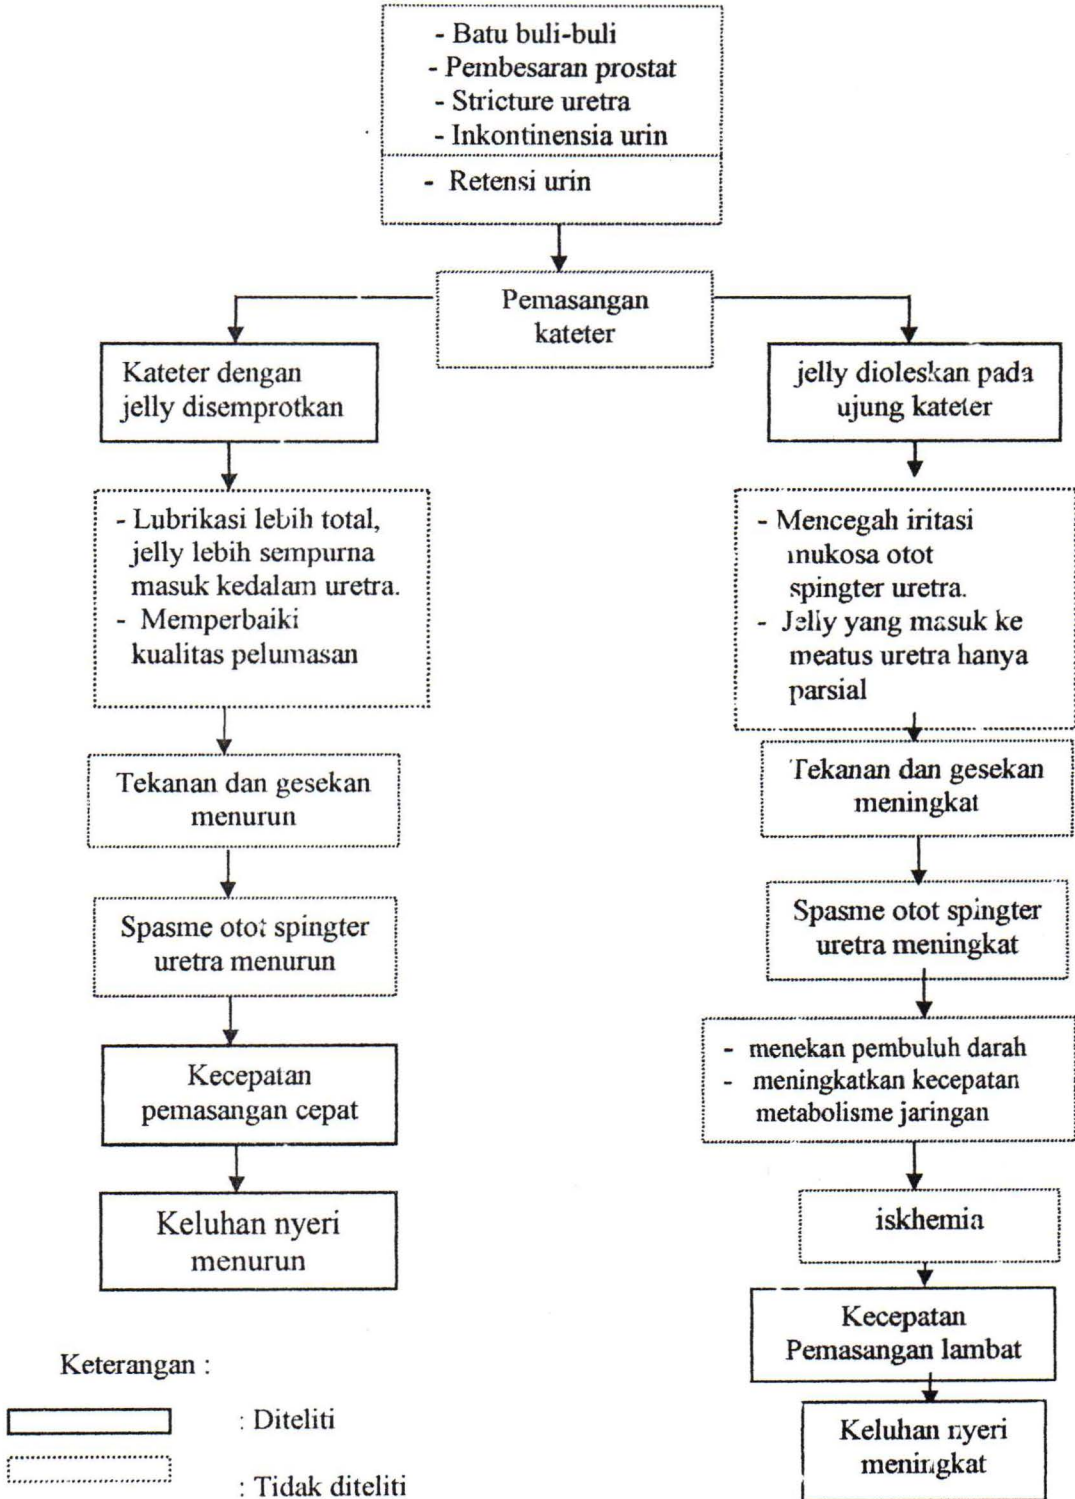 - Batu buli-buli
- Pembesaran prostat
- Stricture uretra
- Inkontinensia urin
- Retensi urin
Pemasangan
kateter
Kateter dengan
jelly disemprotkan
jelly dioleskan pada
ujung kateter
- Lubrikasi lebih total,
jelly lebih sempurna
masuk kedalam uretra.
- Memperbaiki
kualitas pelumasan
- Mencegah iritasi
mukosa otot
spingter uretra.
- Jelly yang masuk ke
meatus uretra hanya
parsial
Tekanan dan gesekan
menurun
Tekanan dan gesekan
meningkat
Spasme otot spingter
uretra menurun
Spasme otot spingter
uretra meningkat
Kecepatan
pemasangan cepat
- menekan pembuluh darah
- meningkatkan kecepatan
metabolisme jaringan
Keluhan nyeri
menurun
iskhemia
Kecepatan
Pemasangan lambat
Keluhan nyeri
meningkat
Keterangan :
: Diteliti
: Tidak diteliti